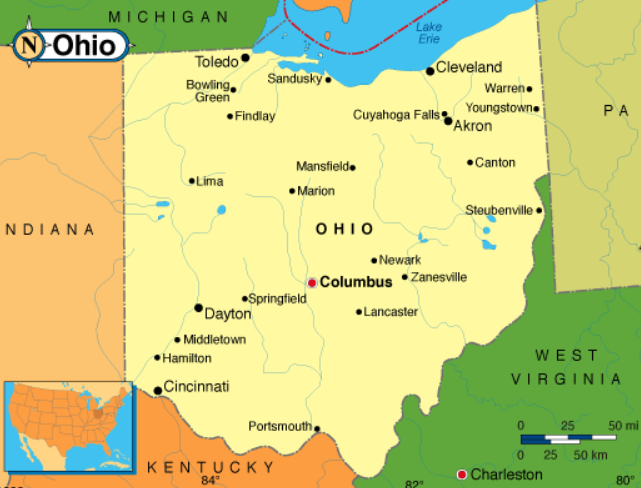 MICHIGAN
N Ohio
Lake
Erie
Toledo
Cleveland
Sandusky
Bowling
Green
Warren
Youngstown
PA
Findlay
Cuyahoga Falls
Akron
Mansfield
Canton
Lima
Marion
Steubenville
NDIANA
OHIO
Newark
Zanesville
Columbus
Springfield
Dayton
Lancaster
Middletown
Hamilton
WEST
VIRGINIA
Cincinnati
Portsmouth
0 25 50 mi
0 25 50 km
KENTUCKY
Charleston
84°
82°
80°